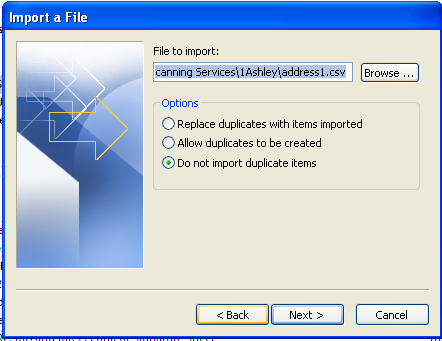 Import a File
File to import:
canning Services\1Ashley\address1.csv
Browse ...
Options
Replace duplicates with items imported
Allow duplicates to be created
Do not import duplicate items
< Back
Next >
Cancel